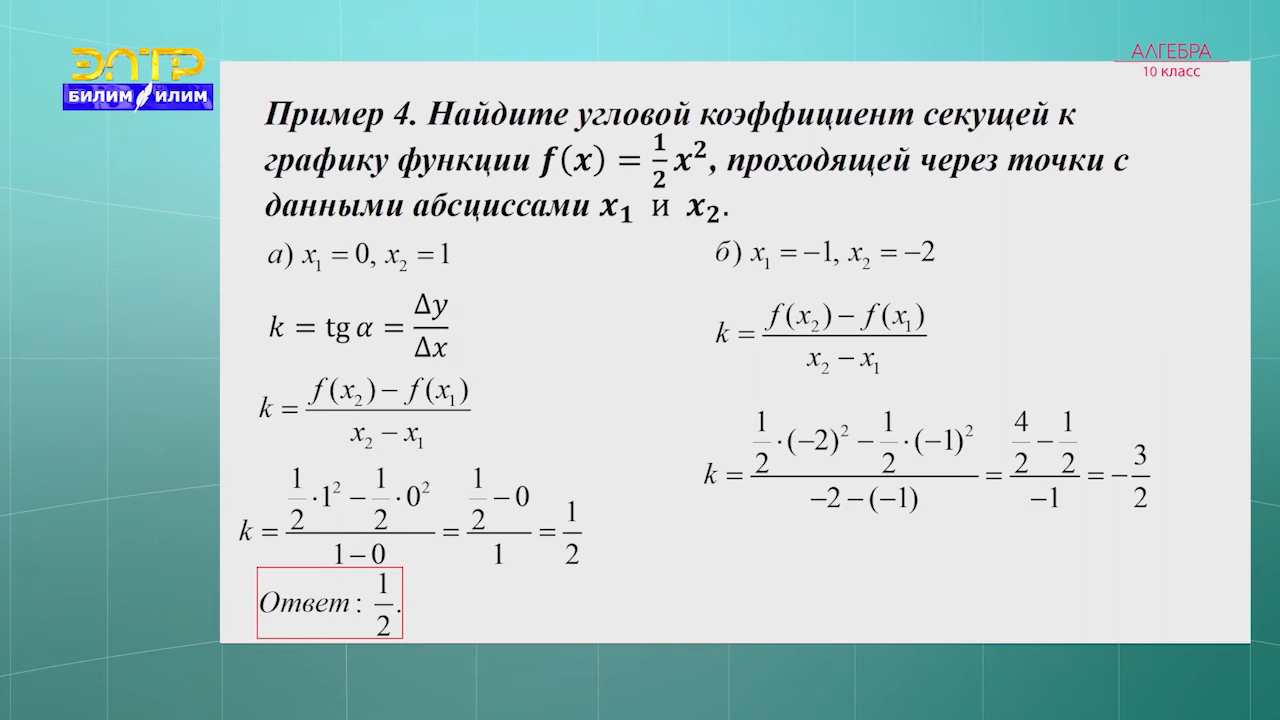 ЭЛТР
БИЛИМ ИЛИМ
АЛГЕБРА
10 класс
Пример 4. Найдите угловой коэффициент секущей к
графику функции f(x) = 1/2 x², проходящей через точки с
данными абсциссами x₁ и x₂.
а) x₁ = 0, x₂ = 1
k = tg α = Δy/Δx
k = (f(x₂) − f(x₁))/(x₂ − x₁)
k = (1/2 · 1² − 1/2 · 0²)/(1 − 0) = (1/2 − 0)/1 = 1/2
Ответ: 1/2.
б) x₁ = −1, x₂ = −2
k = (f(x₂) − f(x₁))/(x₂ − x₁)
k = (1/2 · (−2)² − 1/2 · (−1)²)/(−2 − (−1)) = (4/2 − 1/2)/(−1) = −3/2